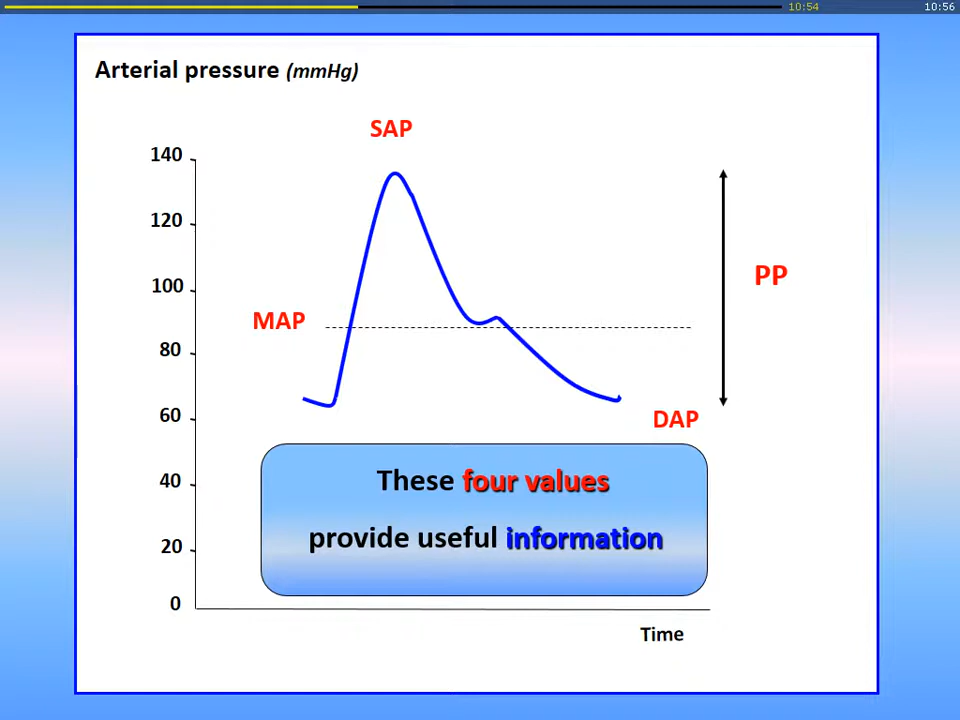 10:54
10:56
Arterial pressure (mmHg)
SAP
140
120
100
PP
MAP
80
60
DAP
These four values
40
provide useful information
20
0
Time